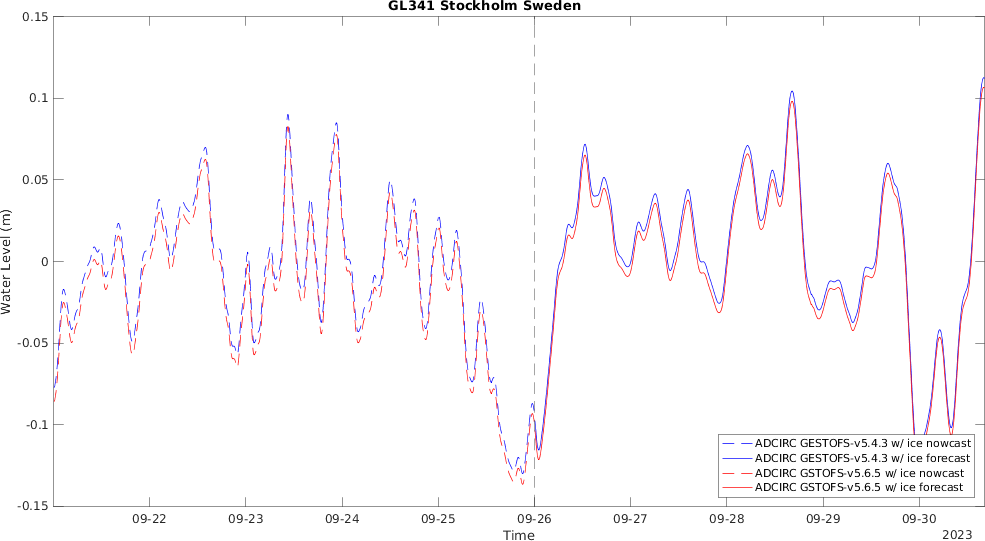 GL341 Stockholm Sweden
0.15
0.1
0.05
0
-0.05
-0.1
-0.15
Water Level (m)
09-22
09-23
09-24
09-25
09-26
09-27
09-28
09-29
09-30
Time
2023
ADCIRC GESTOFS-v5.4.3 w/ ice nowcast
ADCIRC GESTOFS-v5.4.3 w/ ice forecast
ADCIRC GSTOFS-v5.6.5 w/ ice nowcast
ADCIRC GSTOFS-v5.6.5 w/ ice forecast